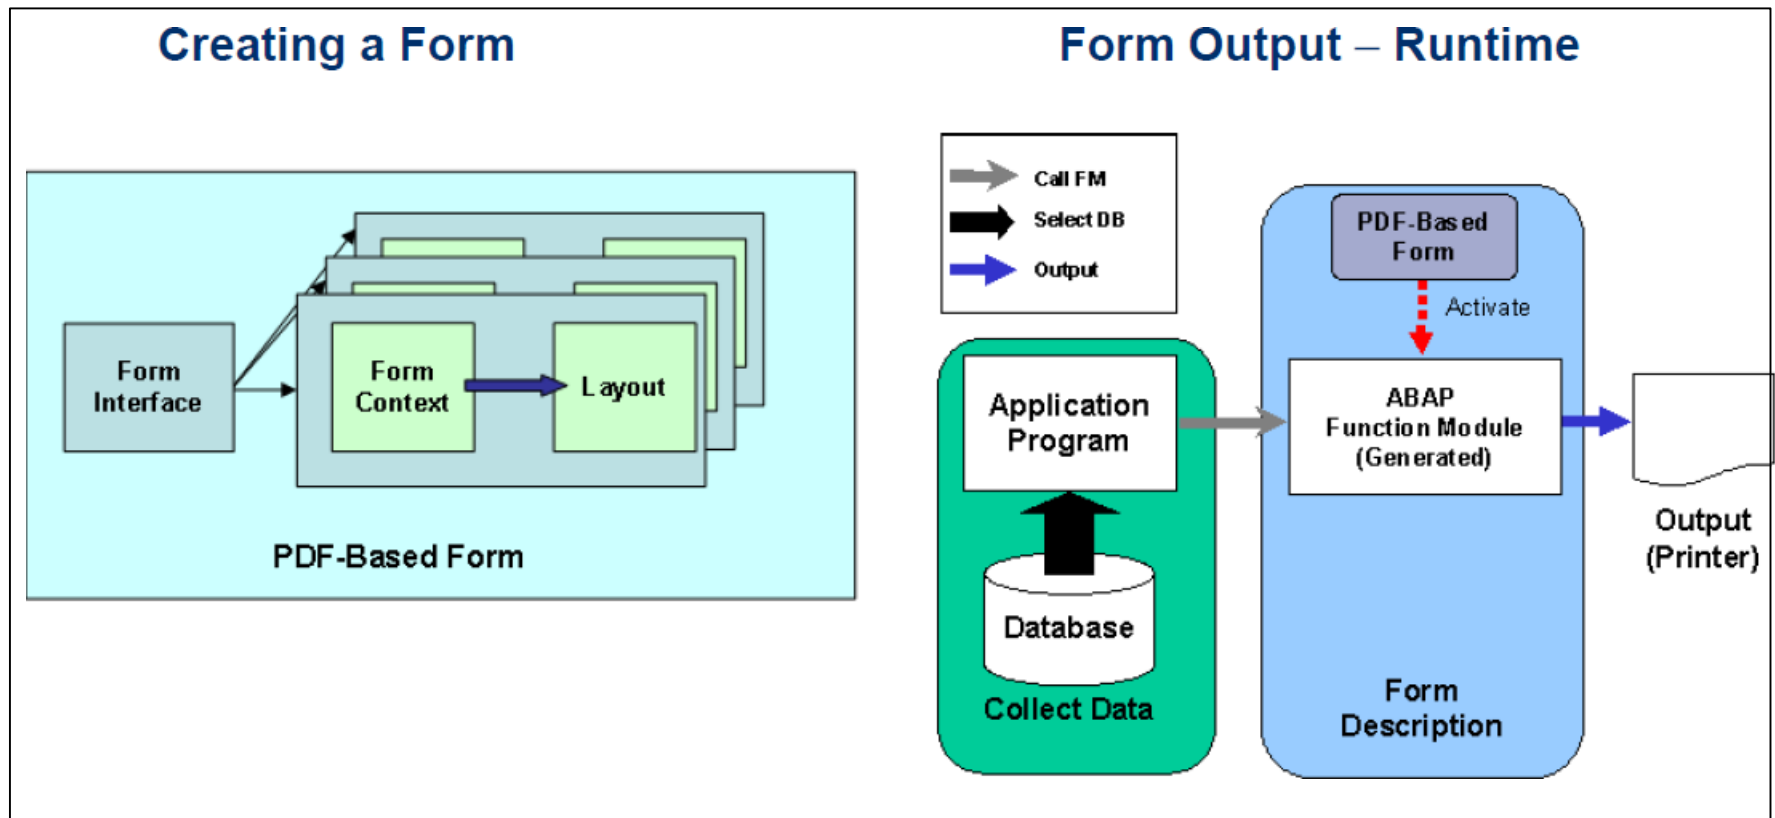 Creating a Form
Form
Interface
Form
Context
Layout
PDF-Based Form
Form Output – Runtime
Call FM
Select DB
Output
PDF-Based
Form
Activate
Application
Program
ABAP
Function Module
(Generated)
Database
Collect Data
Form
Description
Output
(Printer)